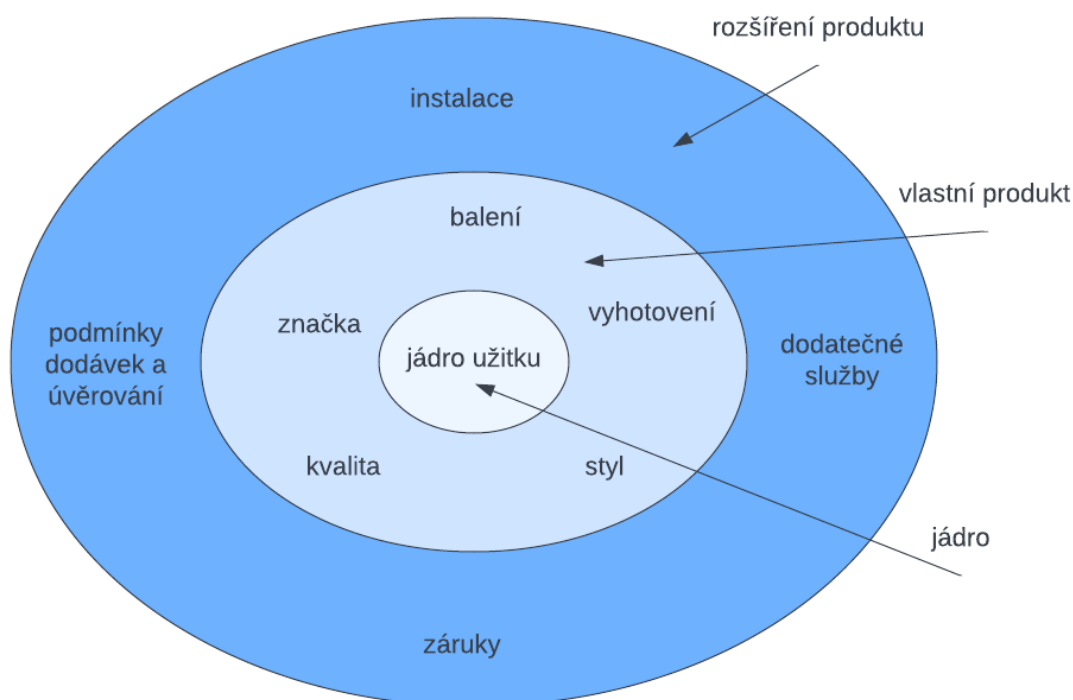 rozšíření produktu
instalace
vlastní produkt
balení
vyhotovení
značka
podmínky
dodávek a
úvěrování
jádro užitku
dodatečné
služby
kvalita
styl
jádro
záruky